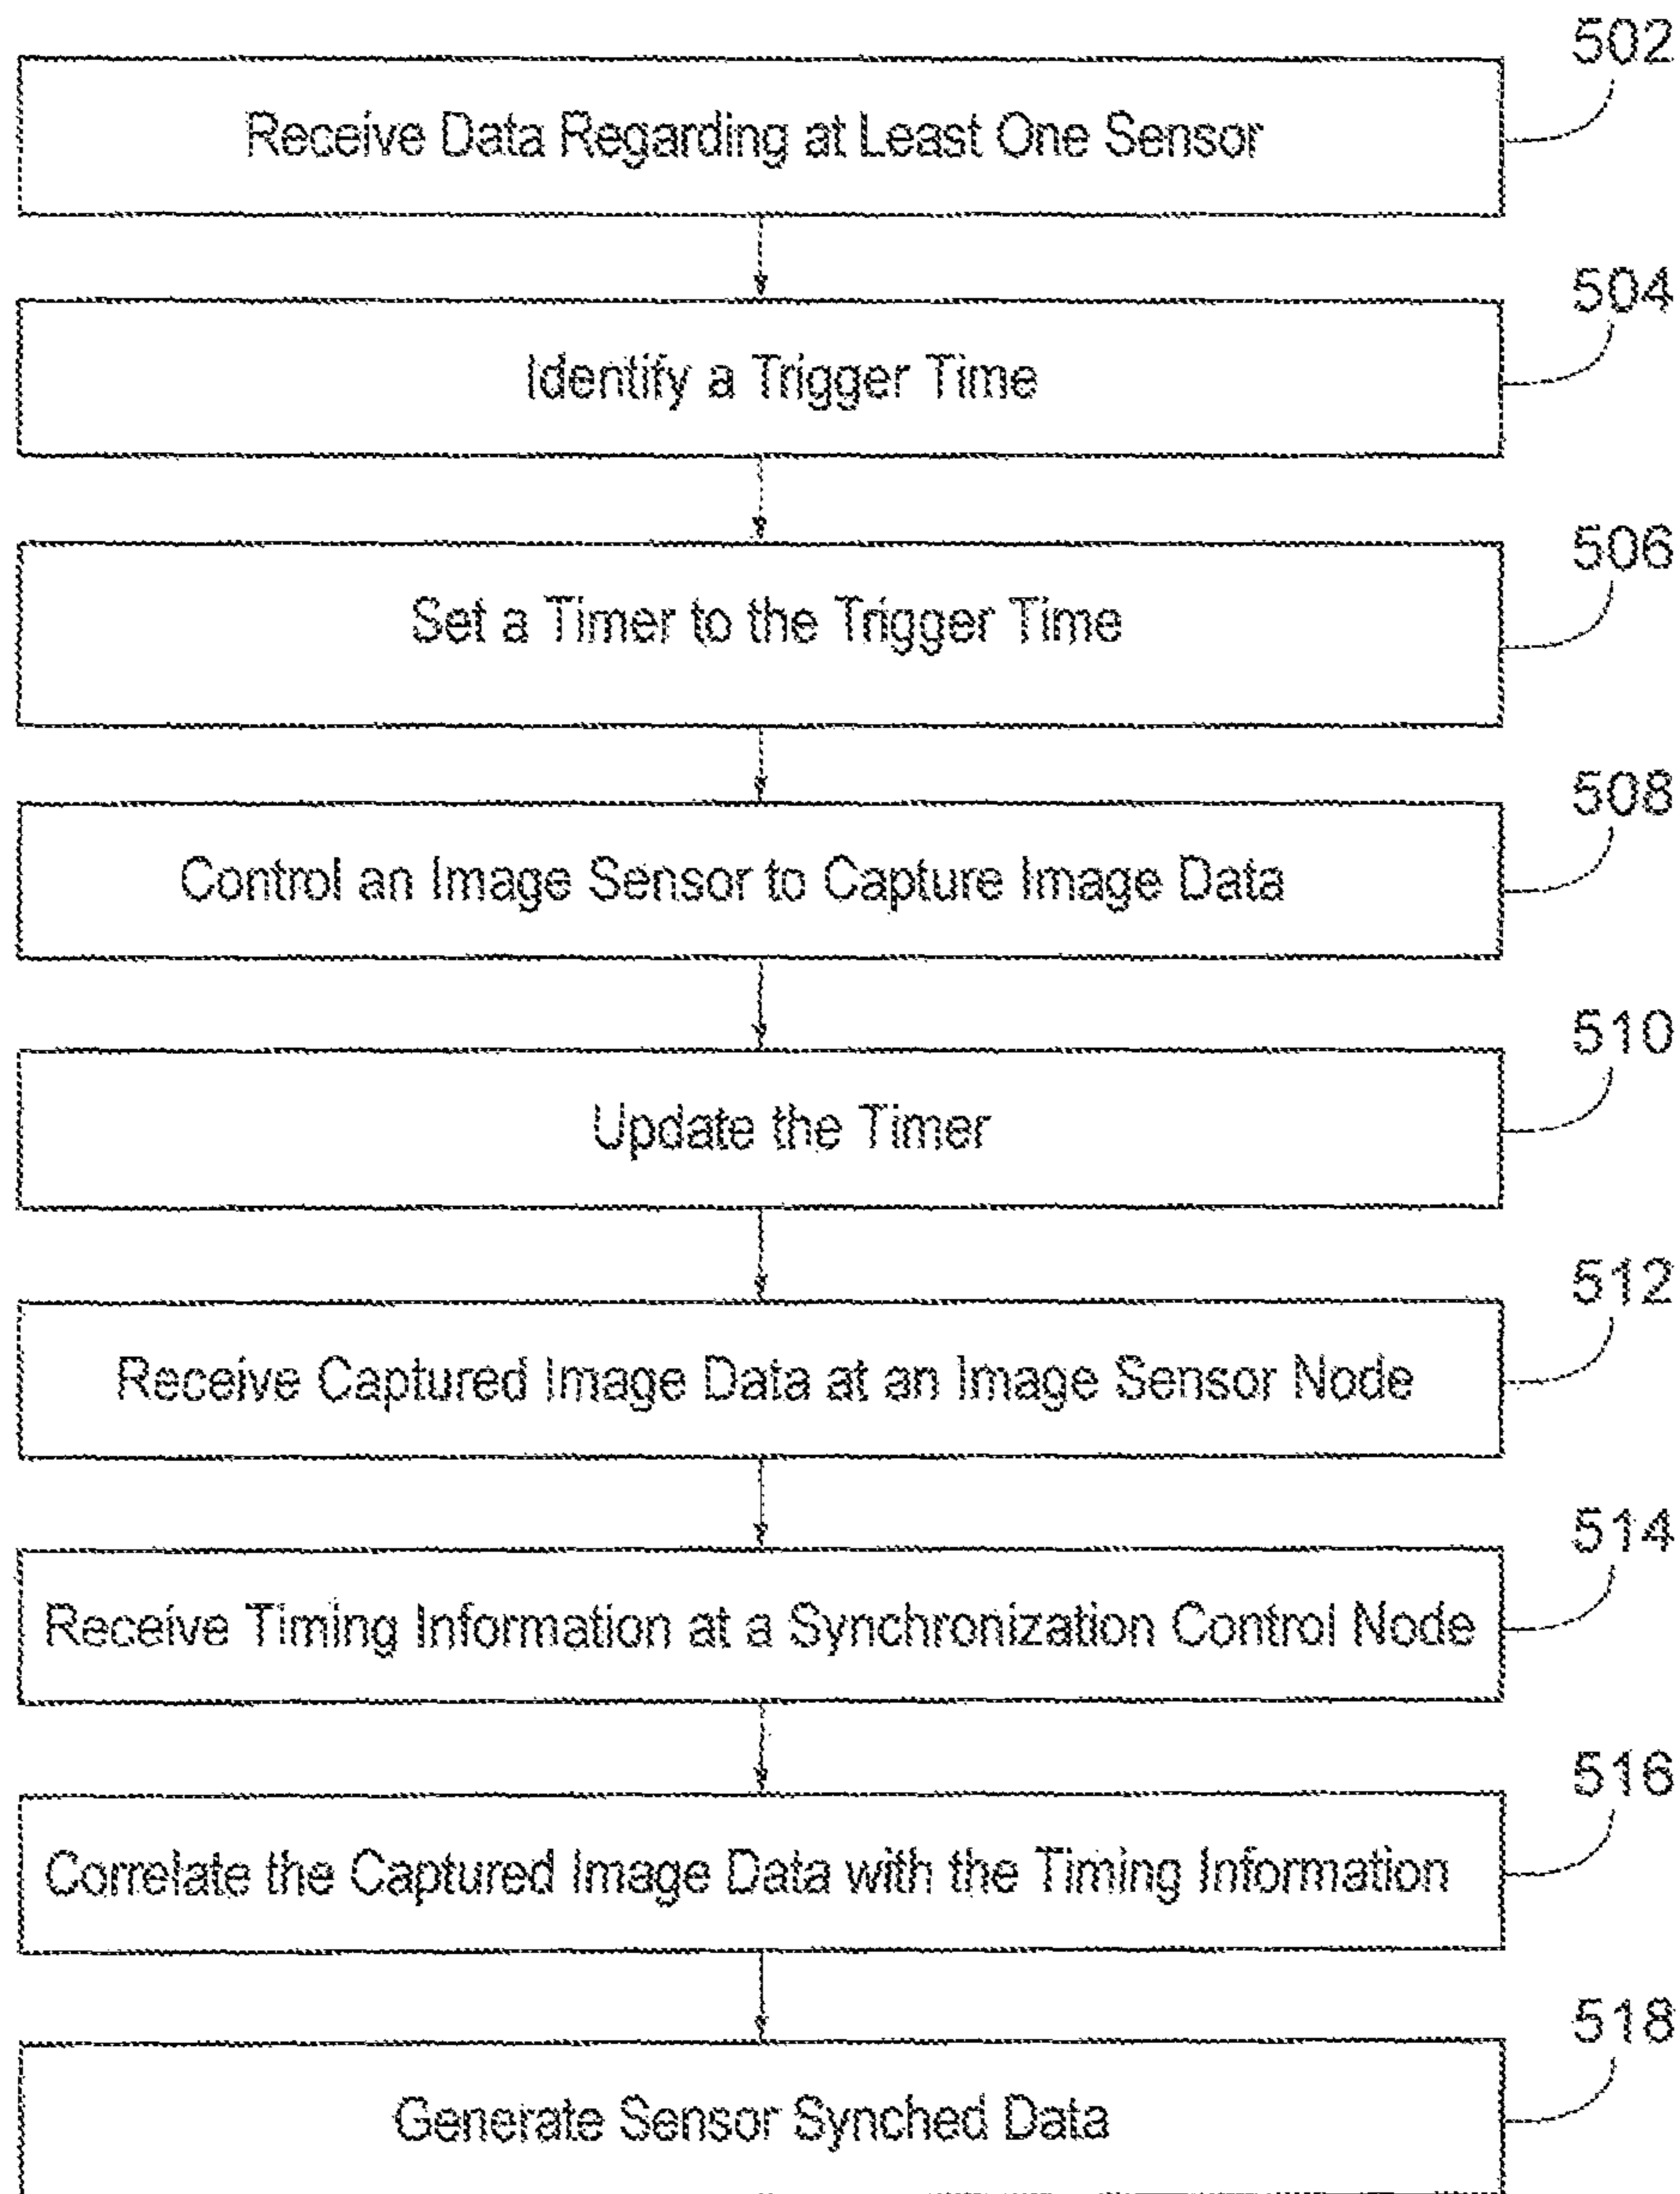 502
Receive Data Regarding at Least One Sensor
504
Identify a Trigger Time
506
Set a Timer to the Trigger Time
508
Control an Image Sensor to Capture Image Data
510
Update the Timer
512
Receive Captured Image Data at an Image Sensor Node
514
Receive Timing Information at a Synchronization Control Node
516
Correlate the Captured Image Data with the Timing Information
518
Generate Sensor Synched Data